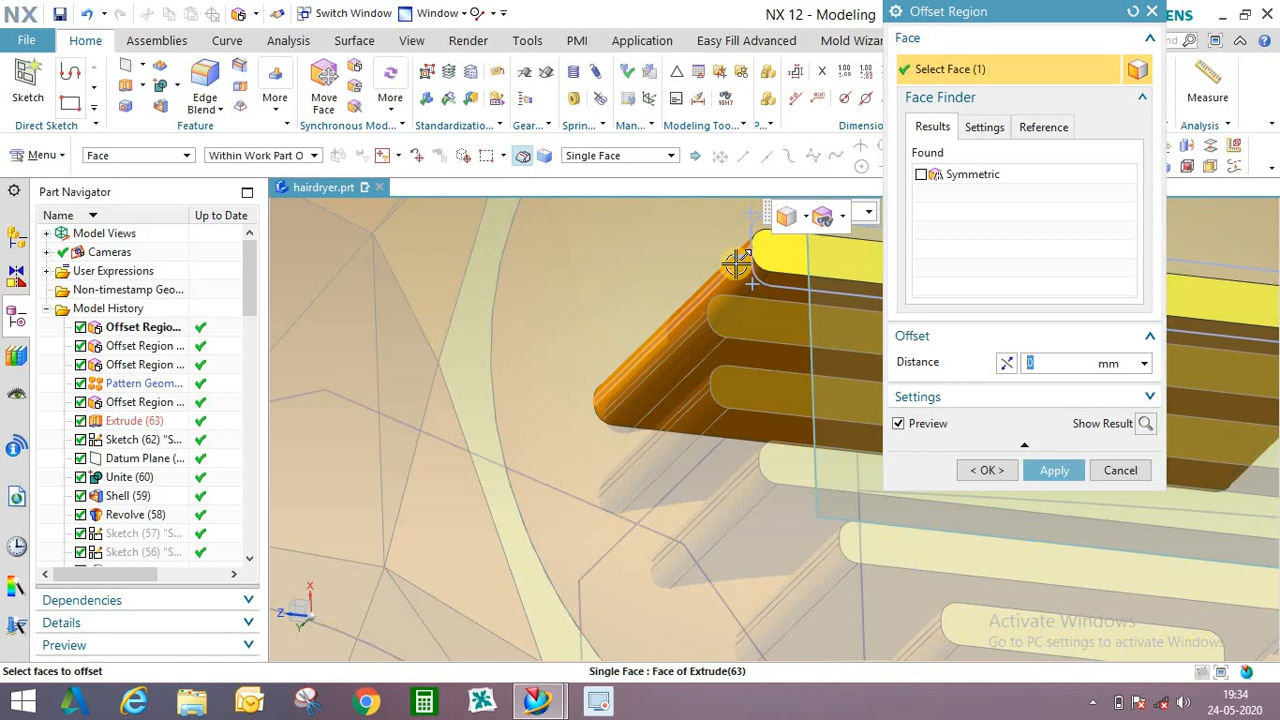 NX
Switch Window
Window
NX 12 - Modeling
Offset Region
ENS
File
Home
Assemblies
Curve
Analysis
Surface
View
Render
Tools
PMI
Application
Easy Fill Advanced
Mold Wizard
Face
Select Face (1)
Sketch
Edge
Blend
More
Move
Face
More
Measure
Face Finder
Direct Sketch
Feature
Synchronous Mod...
Standardization...
Gear...
Sprin...
Man...
Modeling Too...
P...
Dimensio
Analysis
Results
Settings
Reference
Menu
Face
Within Work Part O
Single Face
Found
Symmetric
Part Navigator
hairdryer.prt
Name
Up to Date
Model Views
Cameras
User Expressions
Non-timestamp Geo...
Model History
Offset Regio...
Offset Region ...
Offset Region ...
Pattern Geom...
Offset Region ...
Extrude (63)
Sketch (62) "S...
Datum Plane (...
Unite (60)
Shell (59)
Revolve (58)
Sketch (57) "S...
Sketch (56) "S...
Offset
Distance
0
mm
Settings
Preview
Show Result
< OK >
Apply
Cancel
X
Z
Y
Dependencies
Details
Preview
Activate Windows
Go to PC settings to activate Windows.
Select faces to offset
Single Face : Face of Extrude(63)
19:34
24-05-2020